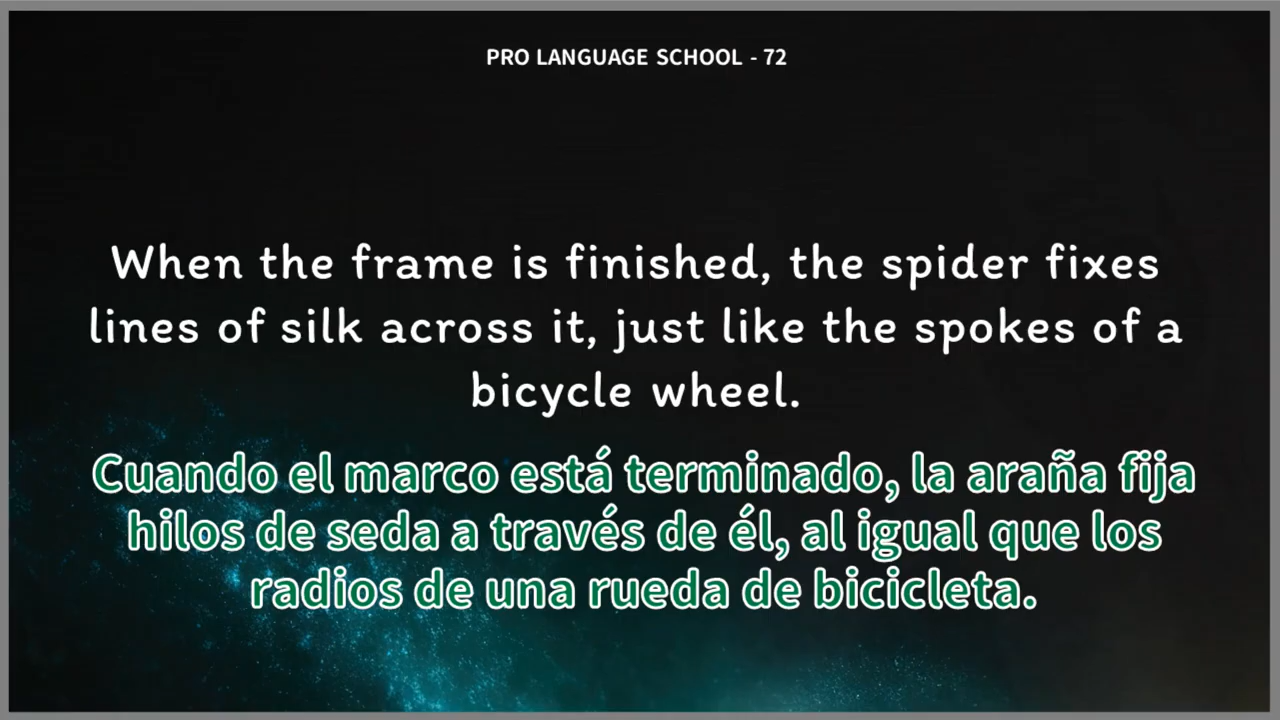 PRO LANGUAGE SCHOOL - 72
When the frame is finished, the spider fixes
lines of silk across it, just like the spokes of a
bicycle wheel.
Cuando el marco está terminado, la araña fija
hilos de seda a través de él, al igual que los
radios de una rueda de bicicleta.